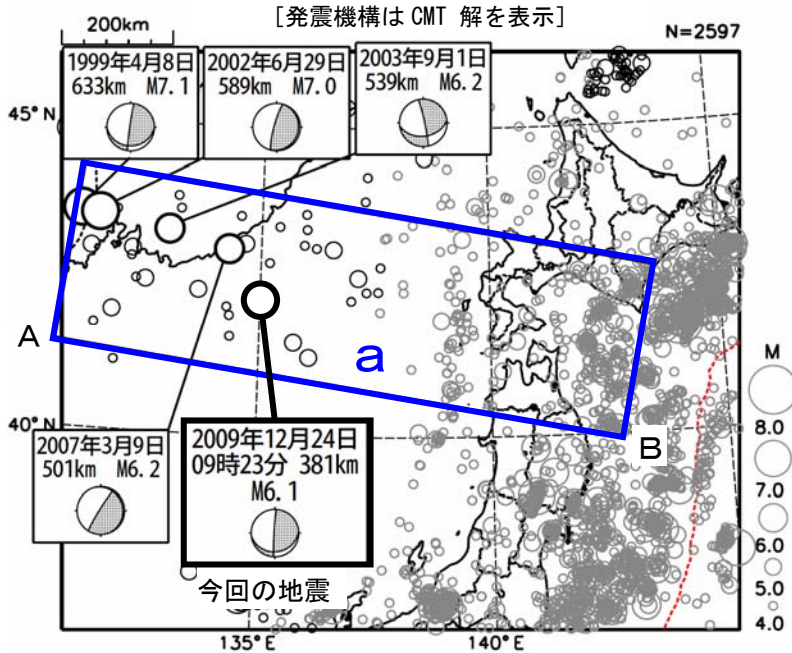 [発震機構は CMT 解を表示]
200km
N=2597
1999年4月8日
633km M7.1
2002年6月29日
589km M7.0
2003年9月1日
539km M6.2
45°N
A
a
B
40°N
2007年3月9日
501km M6.2
2009年12月24日
09時23分 381km
M6.1
今回の地震
M
8.0
7.0
6.0
5.0
4.0
135°E
140°E